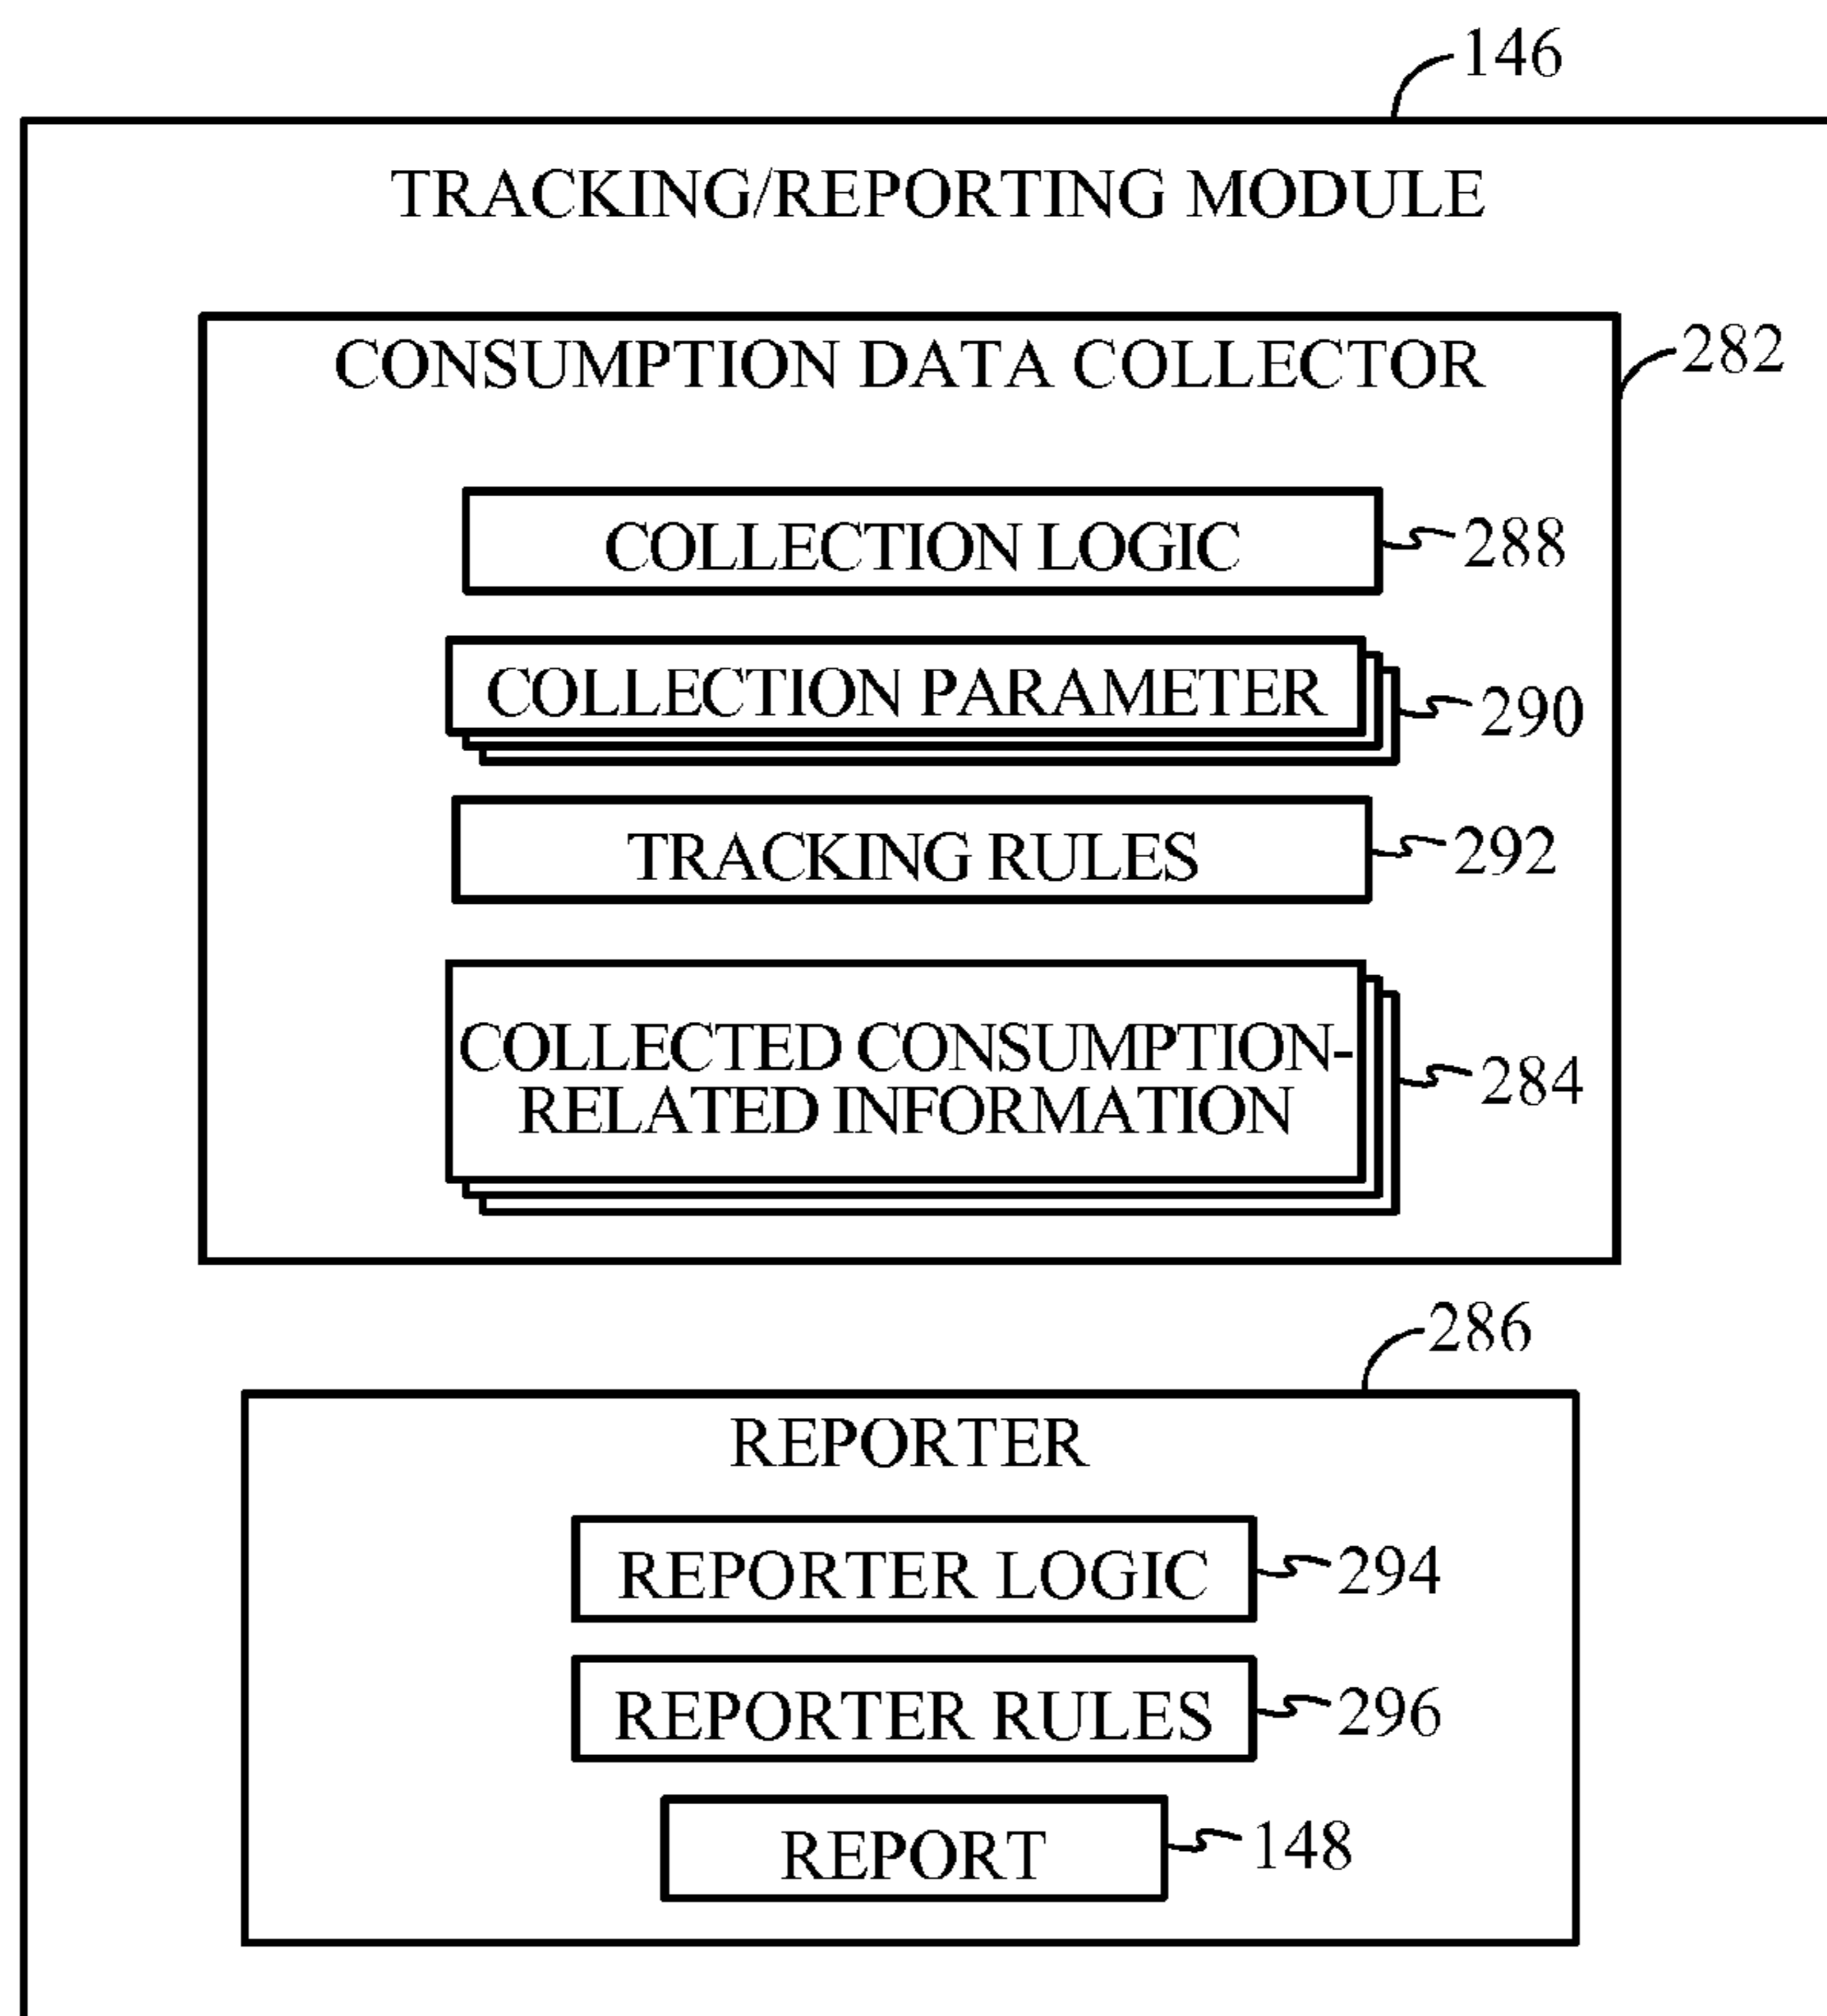 146
TRACKING/REPORTING MODULE
CONSUMPTION DATA COLLECTOR
282
COLLECTION LOGIC
288
COLLECTION PARAMETER
290
TRACKING RULES
292
COLLECTED CONSUMPTION-
RELATED INFORMATION
284
286
REPORTER
REPORTER LOGIC
294
REPORTER RULES
296
REPORT
148